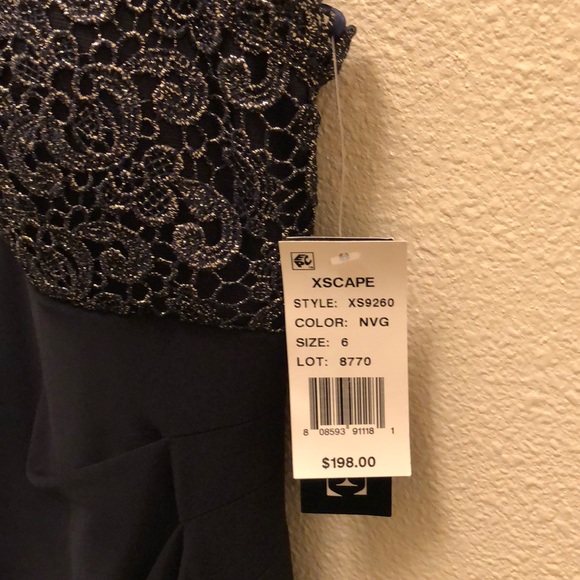 XSCAPE
STYLE: XS9260
COLOR: NVG
SIZE: 6
LOT: 8770
8 08593 91118 1
$198.00